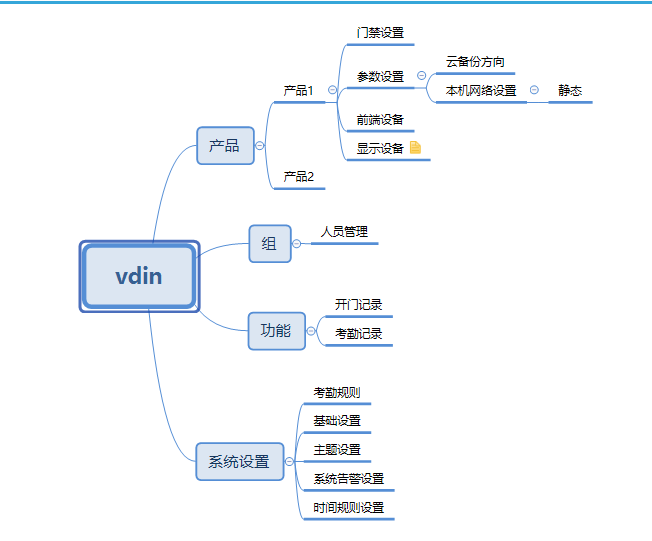 vdin
产品
产品1
门禁设置
参数设置
云备份方向
本机网络设置
静态
前端设备
显示设备
产品2
组
人员管理
功能
开门记录
考勤记录
系统设置
考勤规则
基础设置
主题设置
系统告警设置
时间规则设置